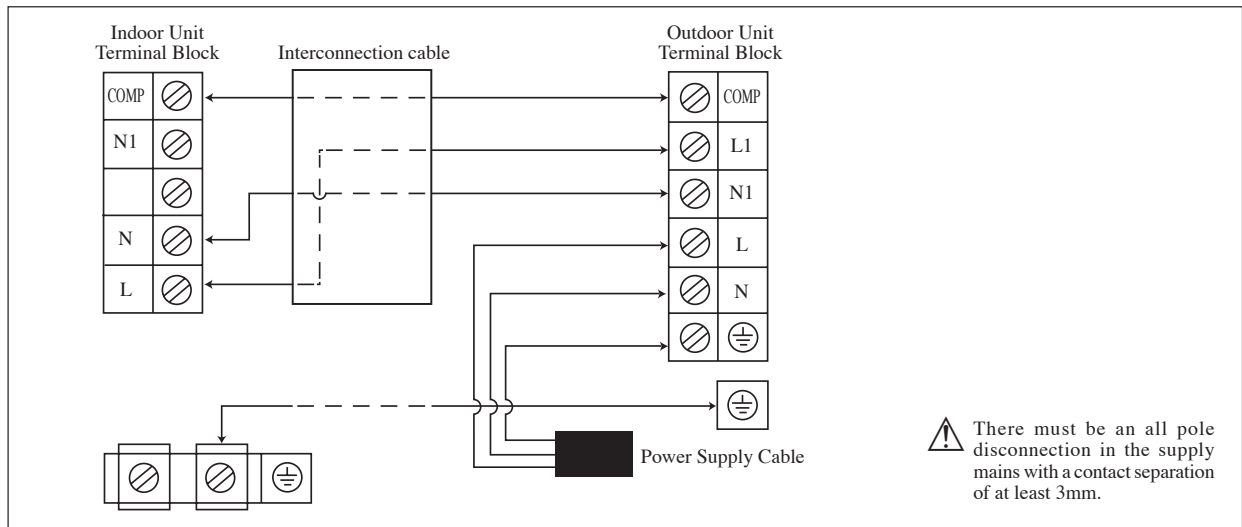 Indoor Unit
Terminal Block
Interconnection cable
Outdoor Unit
Terminal Block
COMP
N1
N
L
COMP
L1
N1
L
N
Power Supply Cable
There must be an all pole
disconnection in the supply
mains with a contact separation
of at least 3mm.